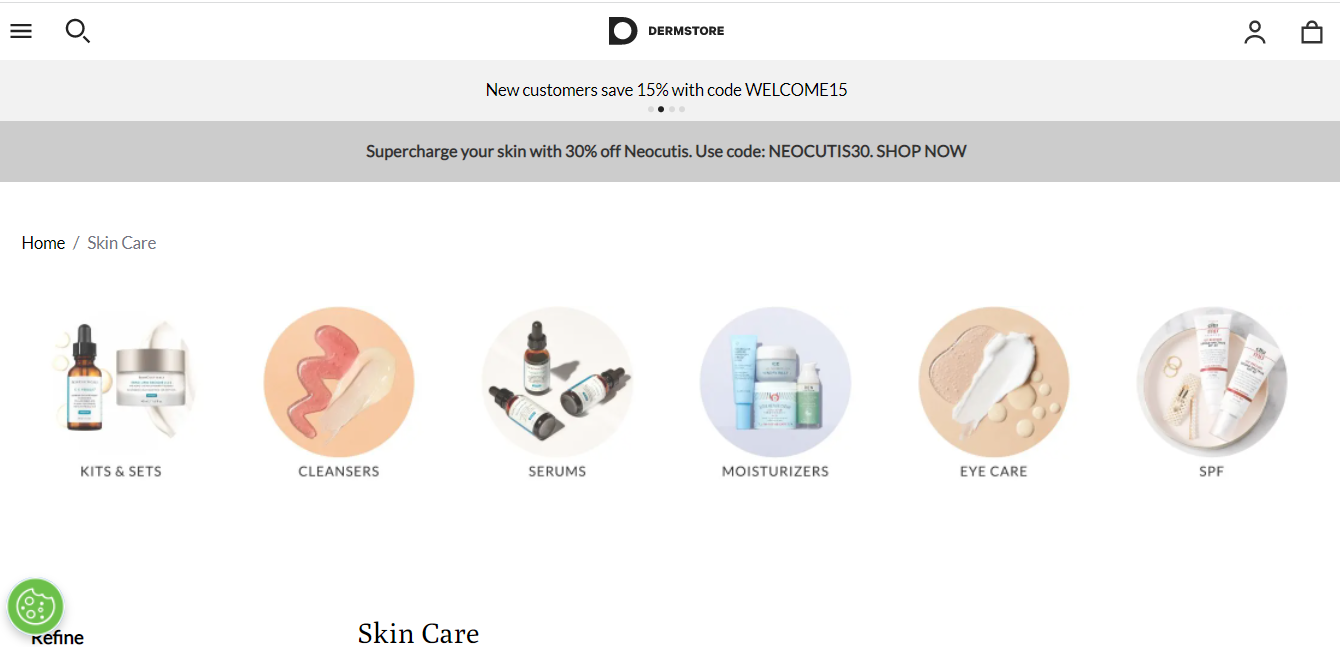 DERMSTORE
New customers save 15% with code WELCOME15
Supercharge your skin with 30% off Neocutis. Use code: NEOCUTIS30. SHOP NOW
Home / Skin Care
KITS & SETS
CLEANSERS
SERUMS
MOISTURIZERS
EYE CARE
SPF
Refine
Skin Care